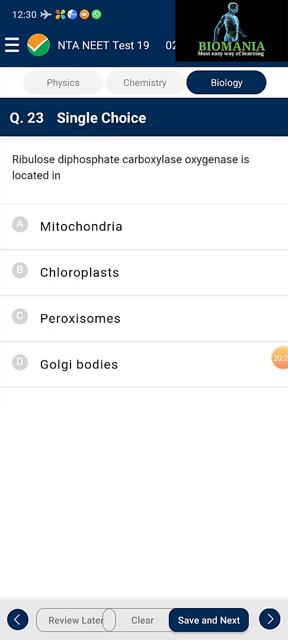 12:30
NTA NEET Test 19 02
BIOMANIA
Most easy way of learning
Physics
Chemistry
Biology
Q. 23 Single Choice
Ribulose diphosphate carboxylase oxygenase is
located in
A Mitochondria
B Chloroplasts
C Peroxisomes
D Golgi bodies
20:2
Review Later
Clear
Save and Next